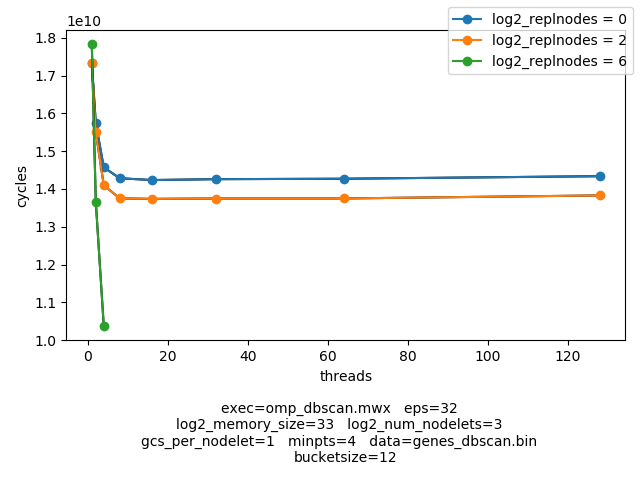 1e10
log2_replnodes = 0
log2_replnodes = 2
log2_replnodes = 6
1.8
1.7
1.6
1.5
1.4
1.3
1.2
1.1
1.0
cycles
0 20 40 60 80 100 120
threads
exec=omp_dbscan.mwx eps=32
log2_memory_size=33 log2_num_nodelets=3
gcs_per_nodelet=1 minpts=4 data=genes_dbscan.bin
bucketsize=12